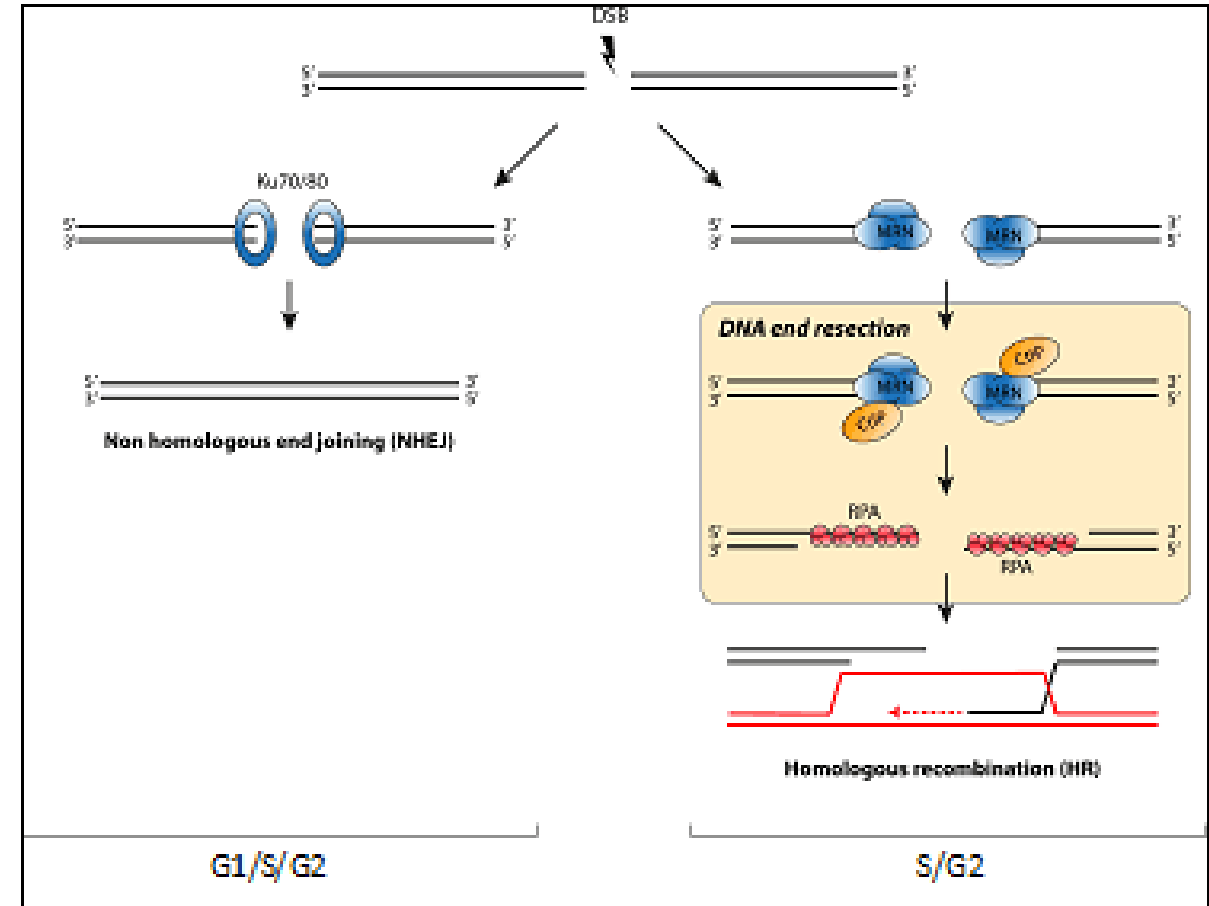 DSB
5' 3'
3' 5'
Ku70/80
5' 3'
3' 5'
5' 3'
3' 5'
Non homologous end joining (NHEJ)
MRN MRN
5' 3'
3' 5'
DNA end resection
MRN MRN
5' 3'
3' 5'
RPA
5' 3'
3' 5'
RPA
Homologous recombination (HR)
G1/S/G2 S/G2